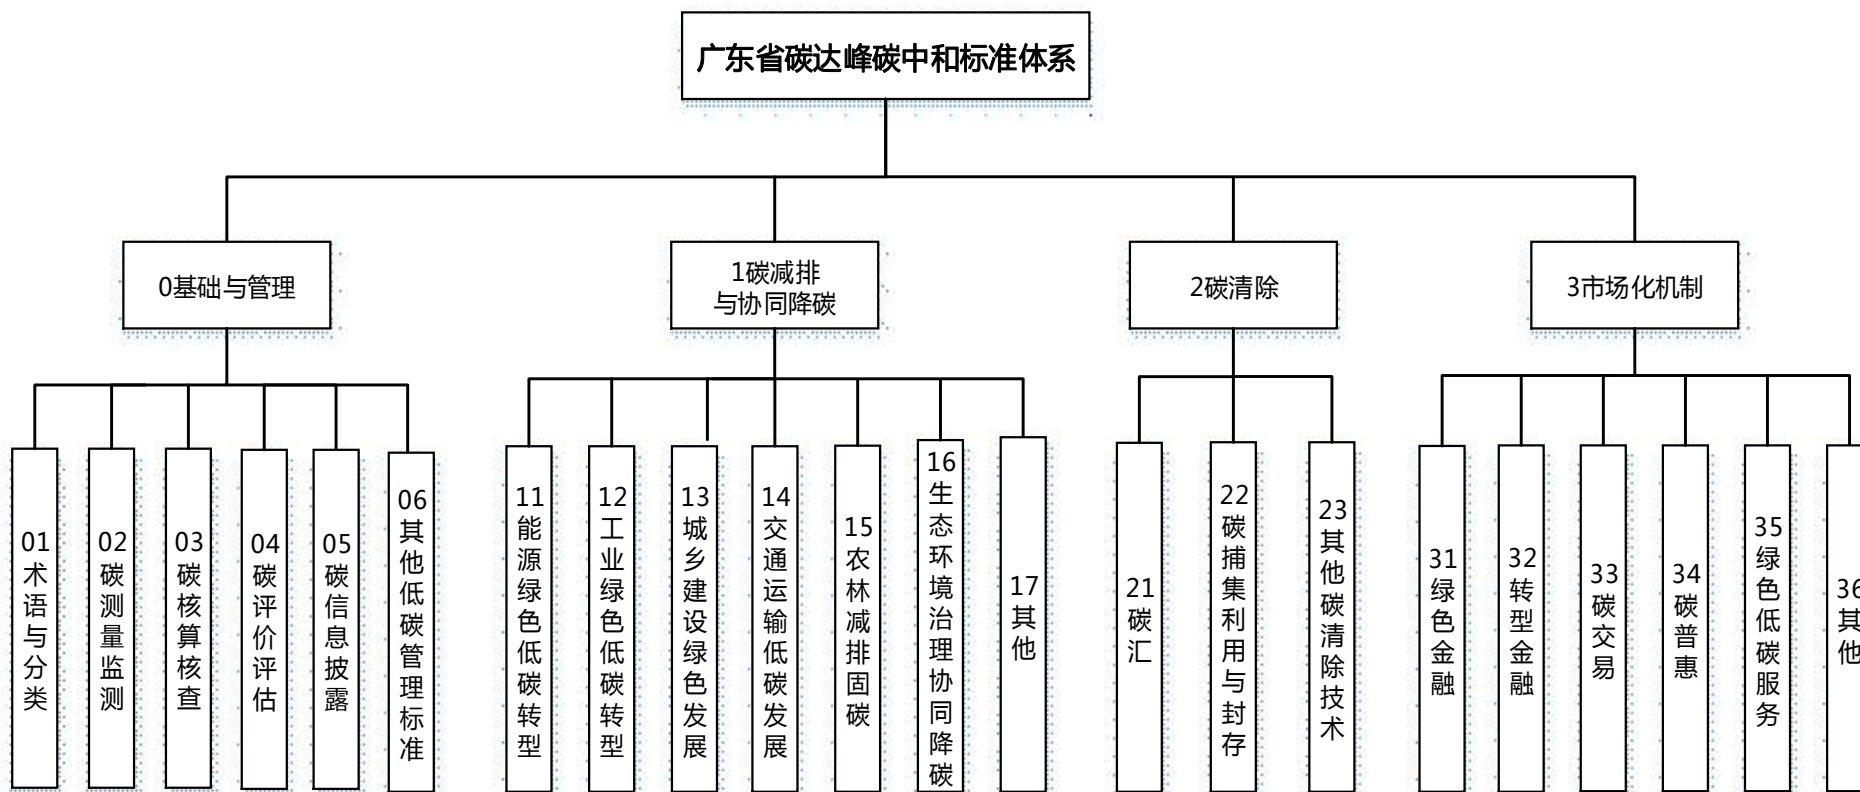 广东省碳达峰碳中和标准体系
0基础与管理
1碳减排
与协同降碳
2碳清除
3市场化机制
01术语与分类
02碳测量监测
03碳核算核查
04碳评价评估
05碳信息披露
06其他低碳管理标准
11能源绿色低碳转型
12工业绿色低碳转型
13城乡建设绿色发展
14交通运输低碳发展
15农林减排固碳
16生态环境治理协同降碳
17其他
21碳汇
22碳捕集利用与封存
23其他碳清除技术
31绿色金融
32转型金融
33碳交易
34碳普惠
35绿色低碳服务
36其他